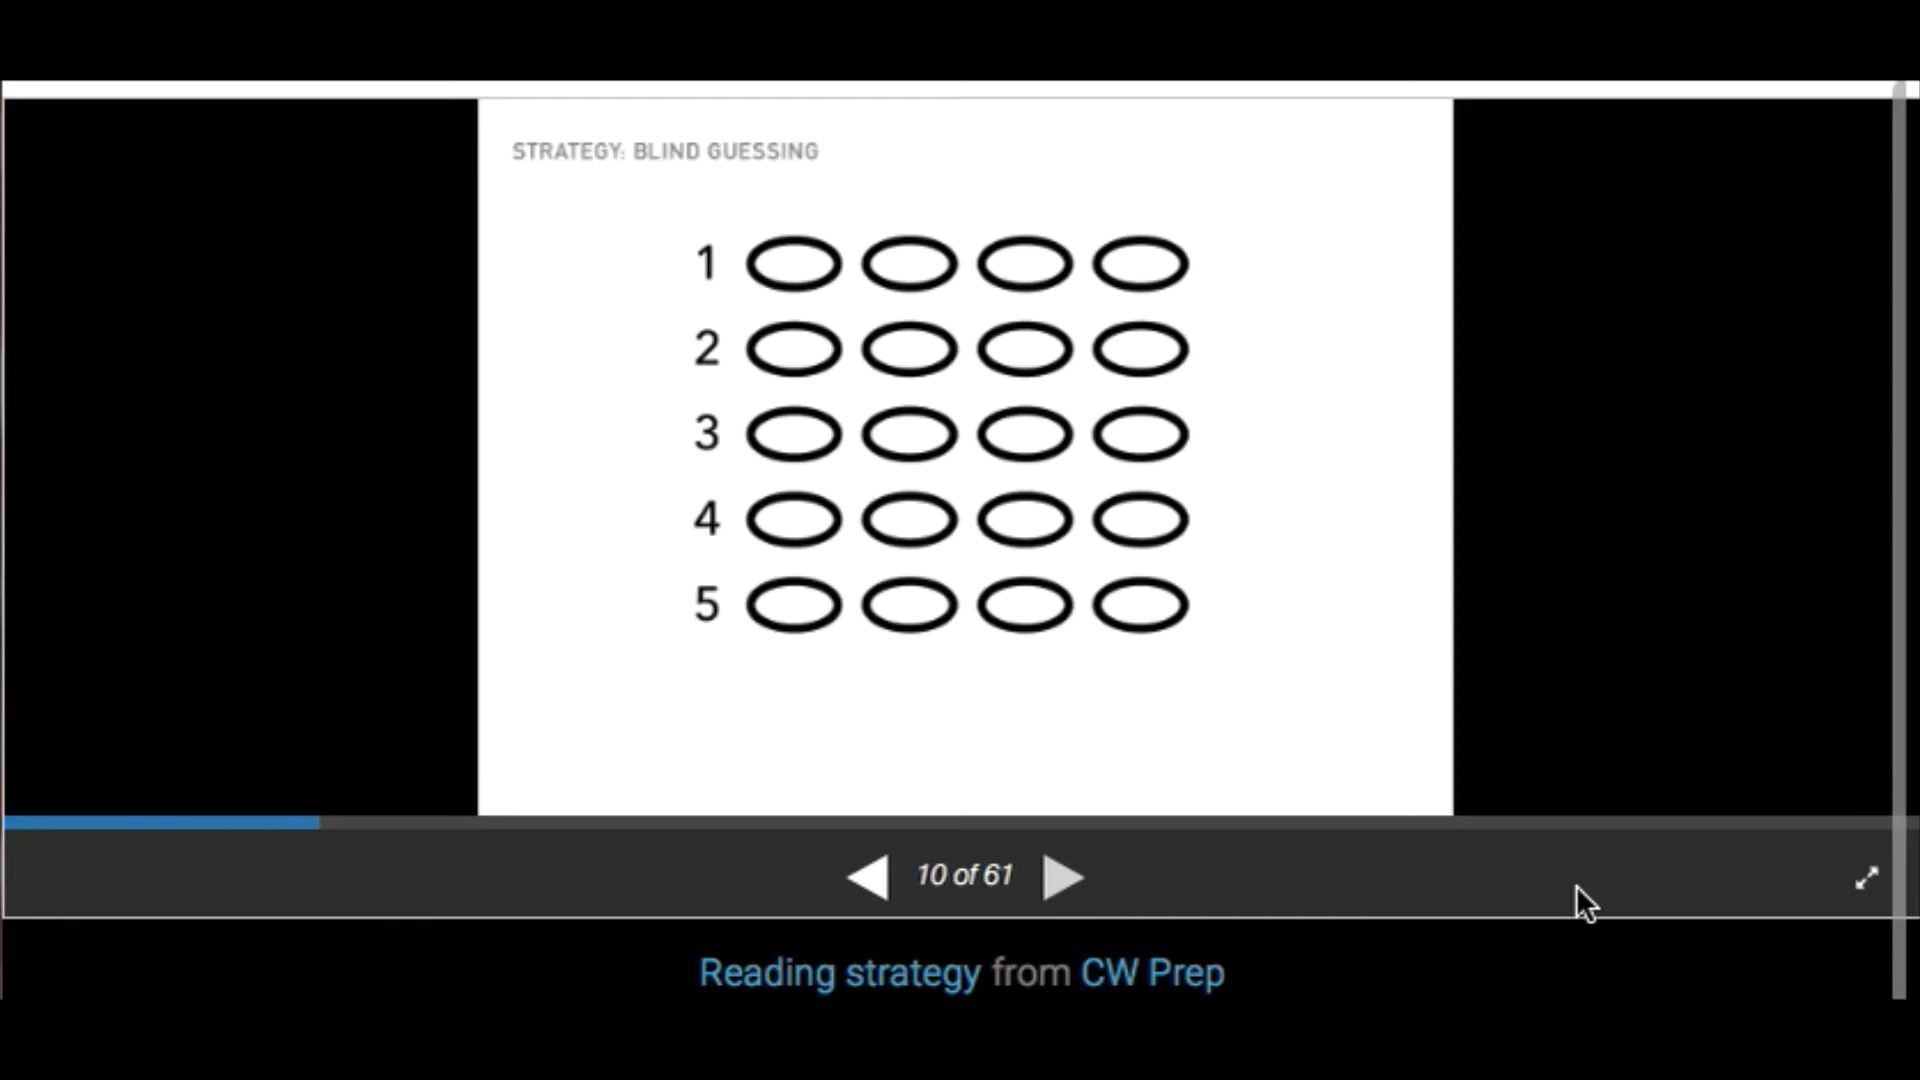 STRATEGY: BLIND GUESSING
1
2
3
4
5
10 of 61
Reading strategy from CW Prep